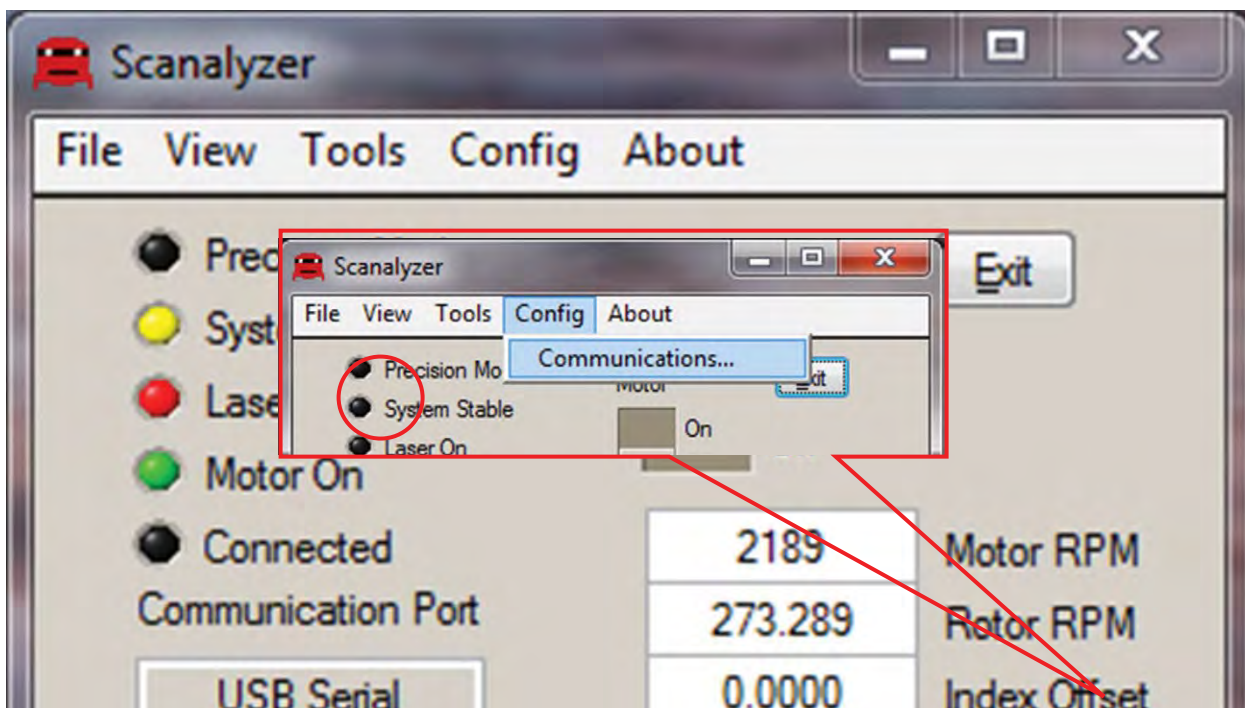 Scanalyzer
File View Tools Config About
Exit
Scanalyzer
File View Tools Config About
Communications...
Precision Mo
Motor
System Stable
On
Laser On
Motor On
Connected
2189 Motor RPM
Communication Port
273.289 Rotor RPM
USB Serial
0.0000 Index Offset